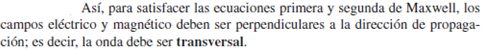 Así, para satisfacer las ecuaciones primera y segunda de Maxwell, los
campos eléctrico y magnético deben ser perpendiculares a la dirección de propaga-
ción; es decir, la onda debe ser transversal.